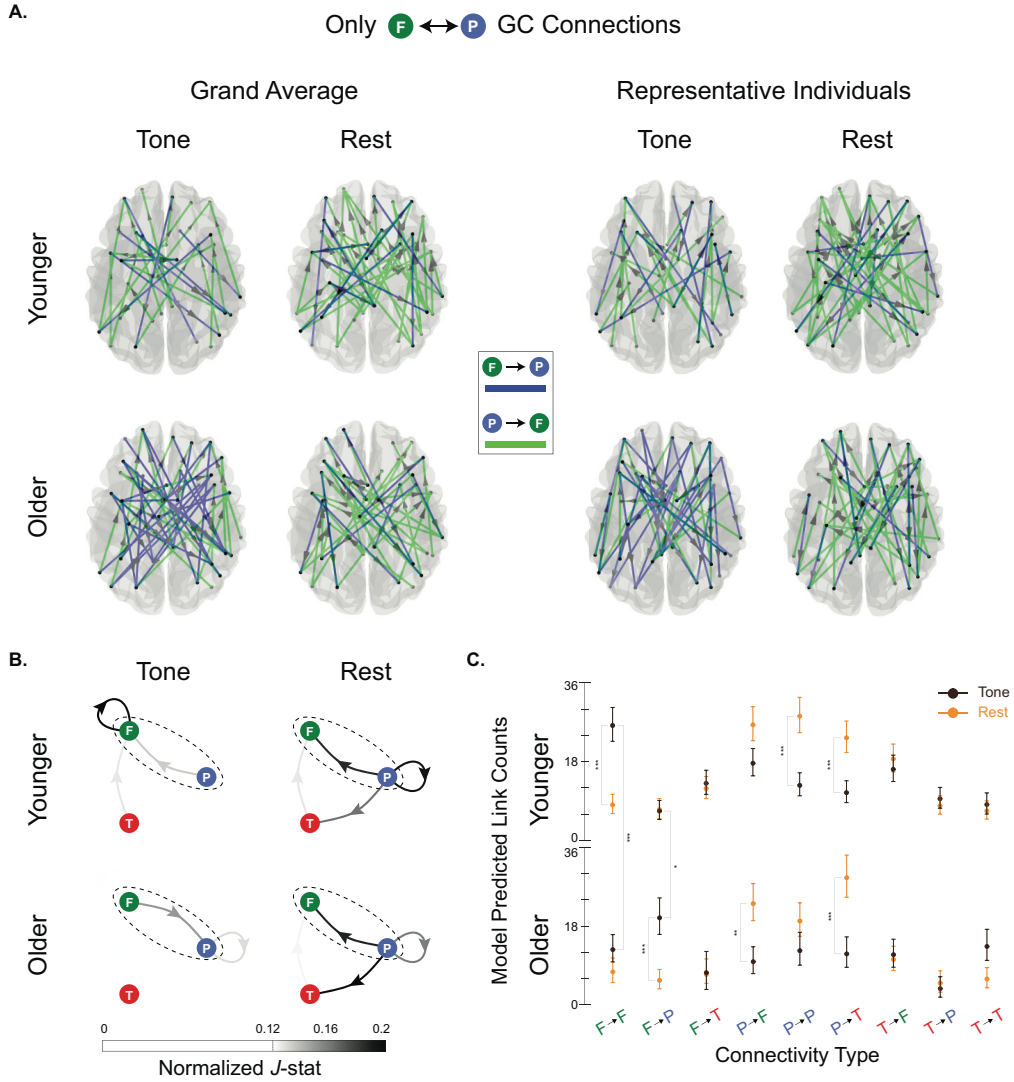 A.
Only F ↔ P GC Connections
Grand Average
Representative Individuals
Tone
Rest
Tone
Rest
Younger
Older
F → P
P → F
B.
Tone
Rest
F
P
T
F
P
T
Younger
F
P
T
F
P
T
Older
0
0.12
0.16
0.2
Normalized J-stat
C.
Tone
Rest
Model Predicted Link Counts
Younger
Older
36
18
0
36
18
0
***
***
***
***
*
***
**
***
F→F
F→P
F→T
P→F
P→P
P→T
T→F
T→P
T→T
Connectivity Type